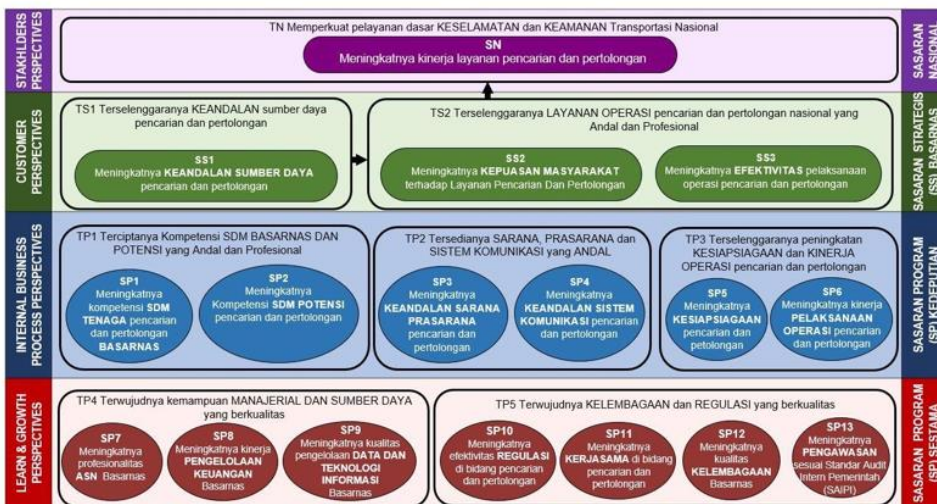 STAKHLDERS
PRSPECTIVES
TN Memperkuat pelayanan dasar KESELAMATAN dan KEAMANAN Transportasi Nasional
SN
Meningkatnya kinerja layanan pencarian dan pertolongan
SASARAN
NASIONAL
CUSTOMER
PERSPECTIVES
TS1 Terselenggaranya KEANDALAN sumber daya
pencarian dan pertolongan
SS1
Meningkatnya KEANDALAN SUMBER DAYA
pencarian dan pertolongan
TS2 Terselenggaranya LAYANAN OPERASI pencarian dan pertolongan nasional yang
Andal dan Profesional
SS2
Meningkatnya KEPUASAN MASYARAKAT
terhadap Layanan Pencarian Dan Pertolongan
SS3
Meningkatnya EFEKTIVITAS pelaksanaan
operasi pencarian dan pertolongan
SASARAN STRATEGIS
(SS) BASARNAS
INTERNAL BUSINESS
PROCESS PERSPECTIVES
TP1 Terciptanya Kompetensi SDM BASARNAS DAN
POTENSI yang Andal dan Profesional
SP1
Meningkatnya
kompetensi SDM
TENAGA pencarian
dan pertolongan
BASARNAS
SP2
Meningkatnya
Kompetensi SDM POTENSI
pencarian dan pertolongan
TP2 Tersedianya SARANA, PRASARANA dan
SISTEM KOMUNIKASI yang ANDAL
SP3
Meningkatnya
KEANDALAN SARANA
PRASARANA
pencarian dan
pertolongan
SP4
Meningkatnya
KEANDALAN SISTEM
KOMUNIKASI pencarian
dan pertolongan
TP3 Terselenggaranya peningkatan
KESIAPSIAGAAN dan KINERJA
OPERASI pencarian dan pertolongan
SP5
Meningkatnya
KESIAPSIAGAAN
pencarian dan
petolongan
SP6
Meningkatnya kinerja
PELAKSANAAN
OPERASI pencarian
dan pertolongan
SASARAN PROGRAM
(SP) KEDEPUTIAN
LEARN & GROWTH
PERSPECTIVES
TP4 Terwujudnya kemampuan MANAJERIAL DAN SUMBER DAYA
yang berkualitas
SP7
Meningkatnya
profesionalitas
ASN Basarnas
SP8
Meningkatnya kinerja
PENGELOLAAN
KEUANGAN
Basarnas
SP9
Meningkatnya kualitas
pengelolaan DATA DAN
TEKNOLOGI
INFORMASI
Basarnas
TP5 Terwujudnya KELEMBAGAAN dan REGULASI yang berkualitas
SP10
Meningkatnya
efektivitas REGULASI
di bidang pencarian
dan pertolongan
SP11
Meningkatnya
KERJASAMA di bidang
pencarian dan
pertolongan
SP12
Meningkatnya
kualitas
KELEMBAGAAN
Basarnas
SP13
Meningkatnya
PENGAWASAN
sesuai Standar Audit
Intern Pemerintah
(SAIPI)
SASARAN PROGRAM
(SP) SESTAMA